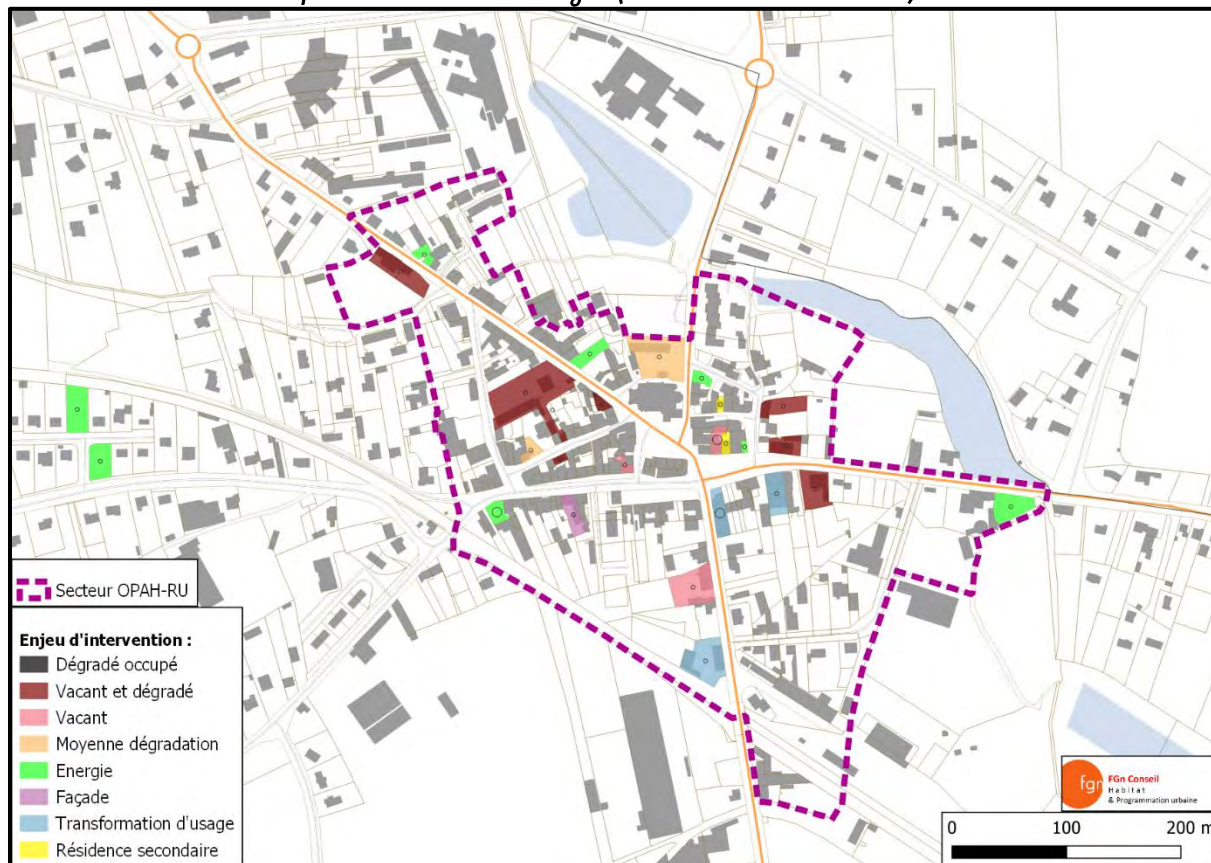 Secteur OPAH-RU
Enjeu d'intervention :
Dégradé occupé
Vacant et dégradé
Vacant
Moyenne dégradation
Energie
Façade
Transformation d'usage
Résidence secondaire
fgn
FGn Conseil
Habitat
& Programmation urbaine
0 100 200 m